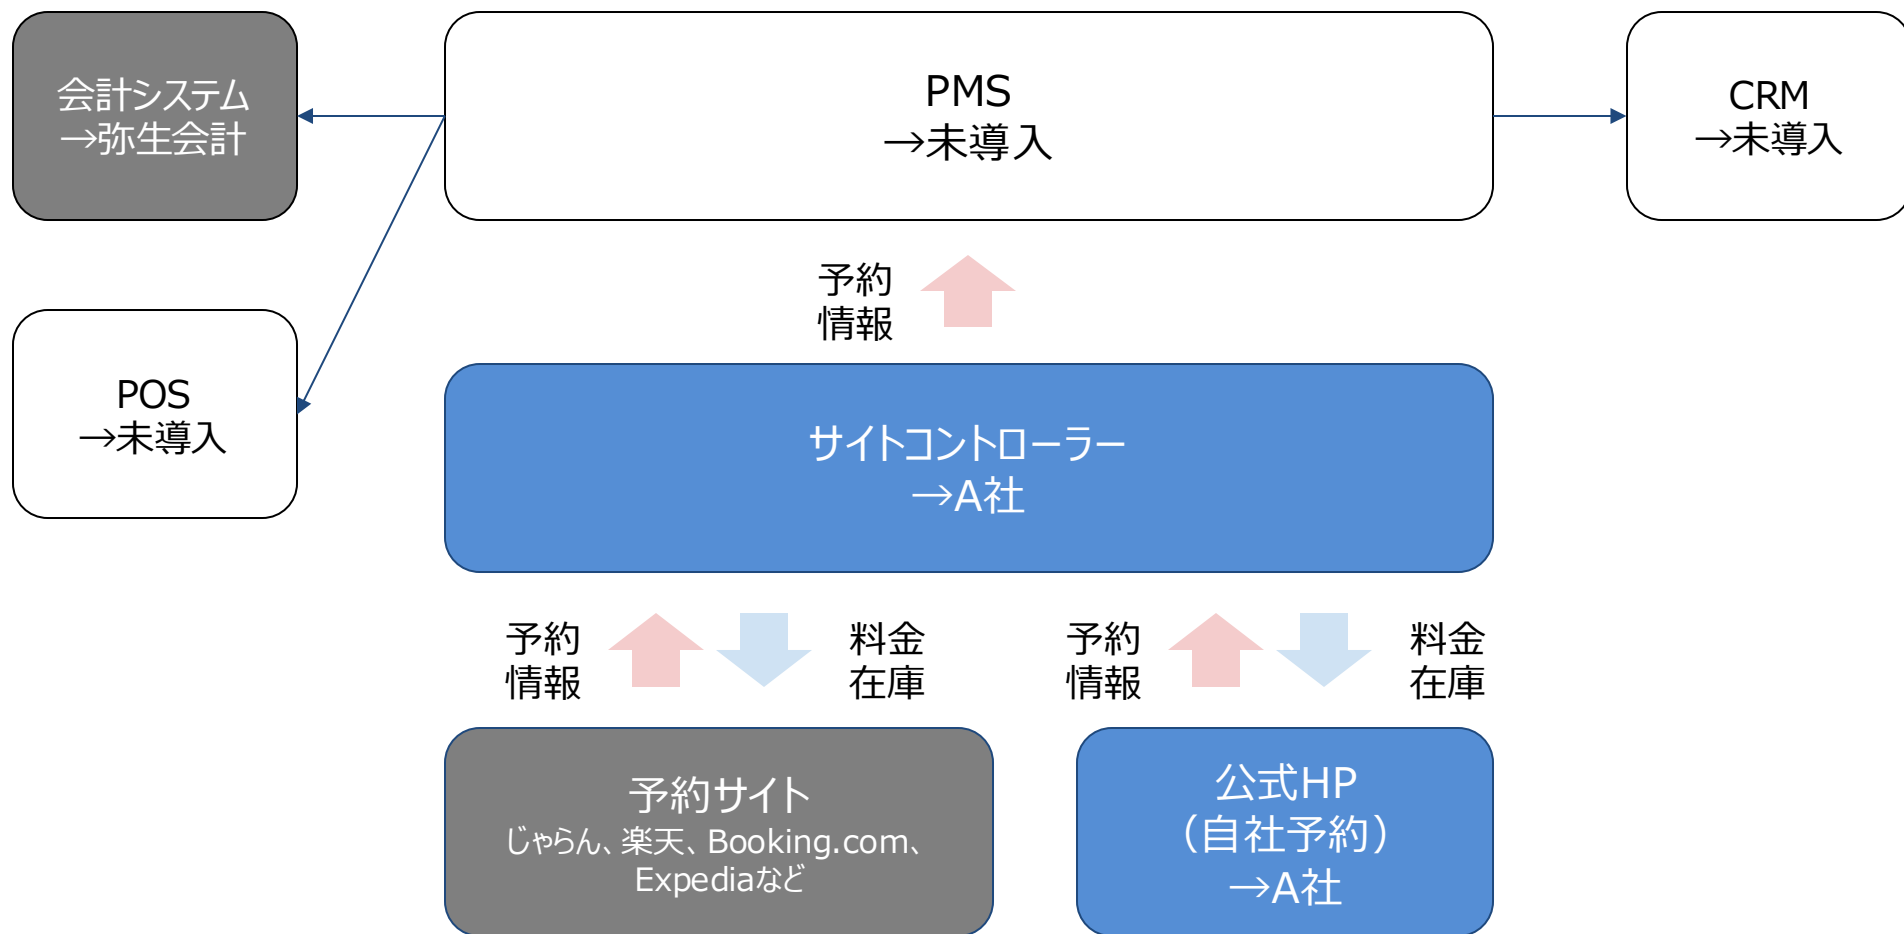 会計システム
→弥生会計
PMS
→未導入
CRM
→未導入
予約
情報
POS
→未導入
サイトコントローラー
→A社
予約
情報
料金
在庫
予約
情報
料金
在庫
予約サイト
じゃらん、楽天、Booking.com、
Expediaなど
公式HP
（自社予約）
→A社